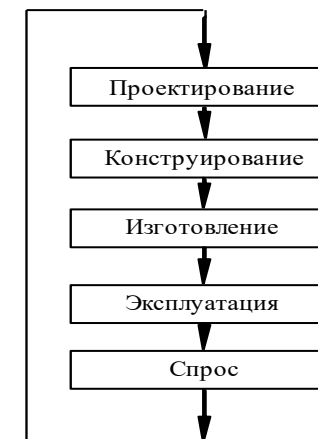 Проектирование
Конструирование
Изготовление
Эксплуатация
Спрос